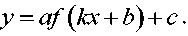 y = af (kx + b) + c .